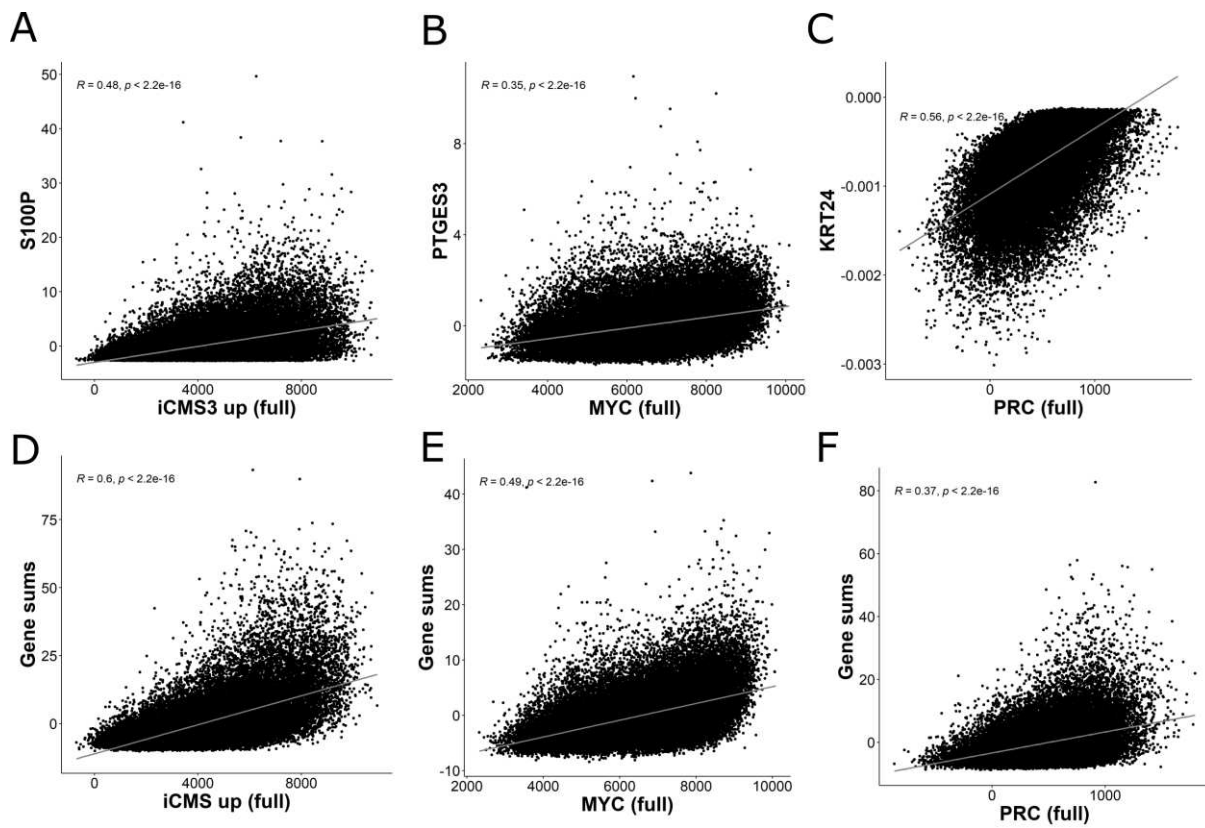 A
R = 0.48, p < 2.2e-16
S100P
50
40
30
20
10
0
0
4000
8000
iCMS3 up (full)
B
R = 0.35, p < 2.2e-16
PTGES3
8
4
0
2000
4000
6000
8000
10000
MYC (full)
C
R = 0.56, p < 2.2e-16
KRT24
0.000
-0.001
-0.002
-0.003
0
1000
PRC (full)
D
R = 0.6, p < 2.2e-16
Gene sums
75
50
25
0
0
4000
8000
iCMS up (full)
E
R = 0.49, p < 2.2e-16
Gene sums
40
30
20
10
0
-10
2000
4000
6000
8000
10000
MYC (full)
F
R = 0.37, p < 2.2e-16
Gene sums
80
60
40
20
0
0
1000
PRC (full)